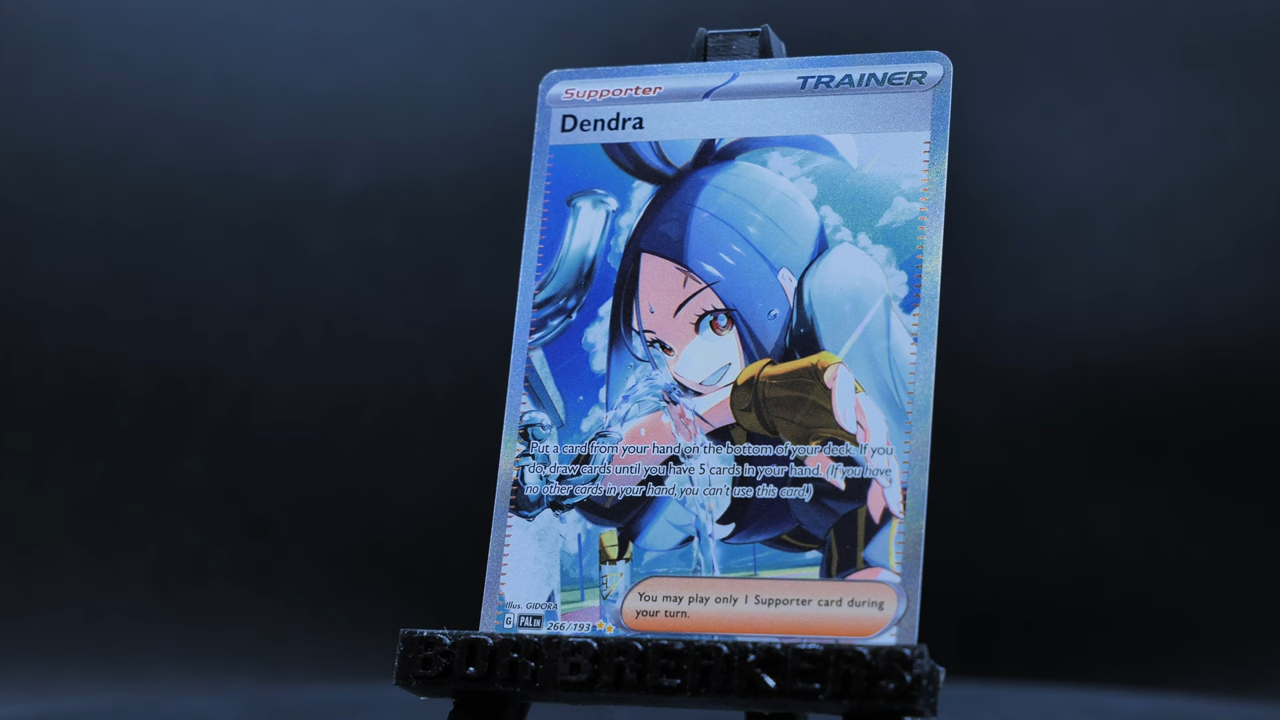 Supporter
TRAINER
Dendra
Put a card from your hand on the bottom of your deck. If you
do, draw cards until you have 5 cards in your hand. (If you have
no other cards in your hand, you can't use this card.)
You may play only 1 Supporter card during
your turn.
Illus. GIDORA
G PAL EN 266/193
BOX BREAKERS